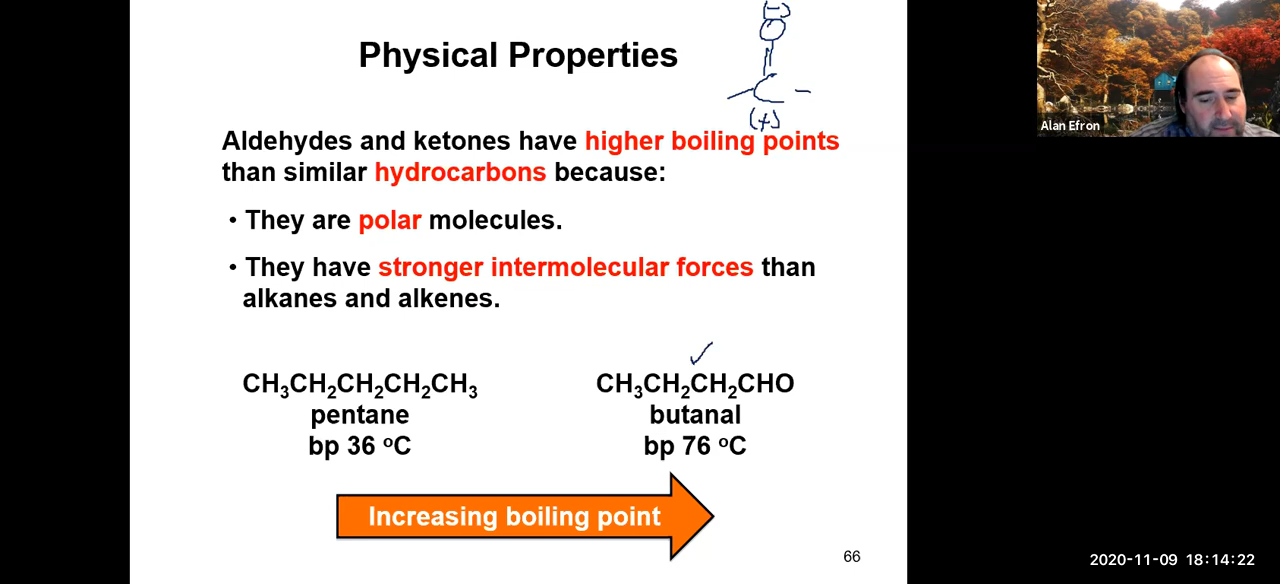 Physical Properties
(-)
O
C
(+)
Alan Efron
Aldehydes and ketones have higher boiling points
than similar hydrocarbons because:
• They are polar molecules.
• They have stronger intermolecular forces than
alkanes and alkenes.
CH₃CH₂CH₂CH₂CH₃
pentane
bp 36 ºC
CH₃CH₂CH₂CHO
butanal
bp 76 ºC
Increasing boiling point
66
2020-11-09 18:14:22